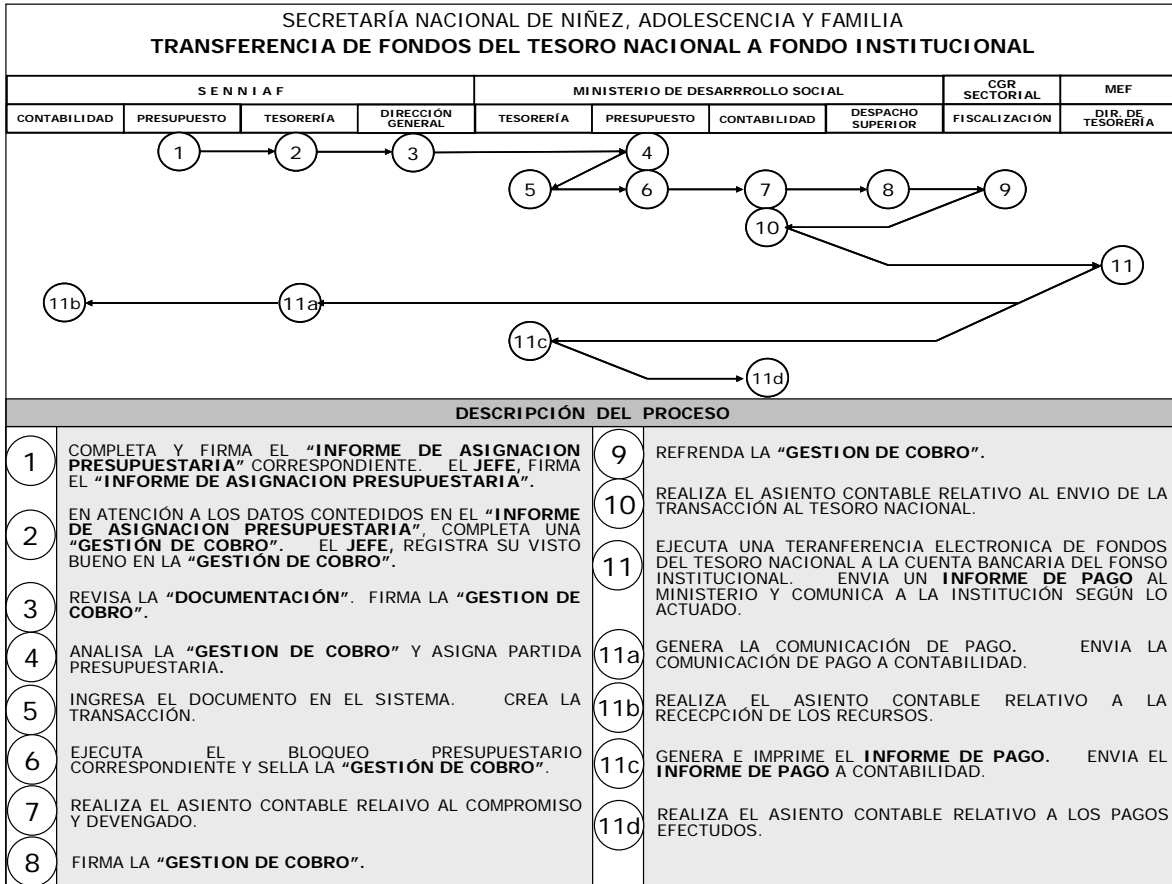 SECRETARÍA NACIONAL DE NIÑEZ, ADOLESCENCIA Y FAMILIA
TRANSFERENCIA DE FONDOS DEL TESORO NACIONAL A FONDO INSTITUCIONAL
S E N N I A F
MINISTERIO DE DESARRROLLO SOCIAL
CGR SECTORIAL
MEF
CONTABILIDAD
PRESUPUESTO
TESORERÍA
DIRECCIÓN GENERAL
TESORERÍA
PRESUPUESTO
CONTABILIDAD
DESPACHO SUPERIOR
FISCALIZACIÓN
DIR. DE TESORERÍA
1
2
3
4
5
6
7
8
9
10
11
11b
11a
11c
11d
DESCRIPCIÓN DEL PROCESO
1
COMPLETA Y FIRMA EL “INFORME DE ASIGNACION
PRESUPUESTARIA” CORRESPONDIENTE. EL JEFE, FIRMA
EL “INFORME DE ASIGNACION PRESUPUESTARIA”.
2
EN ATENCIÓN A LOS DATOS CONTEDIDOS EN EL “INFORME
DE ASIGNACION PRESUPUESTARIA”, COMPLETA UNA
“GESTIÓN DE COBRO”. EL JEFE, REGISTRA SU VISTO
BUENO EN LA “GESTIÓN DE COBRO”.
3
REVISA LA “DOCUMENTACIÓN”. FIRMA LA “GESTION DE
COBRO”.
4
ANALISA LA “GESTION DE COBRO” Y ASIGNA PARTIDA
PRESUPUESTARIA.
5
INGRESA EL DOCUMENTO EN EL SISTEMA. CREA LA
TRANSACCIÓN.
6
EJECUTA EL BLOQUEO PRESUPUESTARIO
CORRESPONDIENTE Y SELLA LA “GESTIÓN DE COBRO”.
7
REALIZA EL ASIENTO CONTABLE RELAIVO AL COMPROMISO
Y DEVENGADO.
8
FIRMA LA “GESTION DE COBRO”.
9
REFRENDA LA “GESTION DE COBRO”.
10
REALIZA EL ASIENTO CONTABLE RELATIVO AL ENVIO DE LA
TRANSACCIÓN AL TESORO NACIONAL.
11
EJECUTA UNA TERANFERENCIA ELECTRONICA DE FONDOS
DEL TESORO NACIONAL A LA CUENTA BANCARIA DEL FONSO
INSTITUCIONAL. ENVIA UN INFORME DE PAGO AL
MINISTERIO Y COMUNICA A LA INSTITUCIÓN SEGÚN LO
ACTUADO.
11a
GENERA LA COMUNICACIÓN DE PAGO. ENVIA LA
COMUNICACIÓN DE PAGO A CONTABILIDAD.
11b
REALIZA EL ASIENTO CONTABLE RELATIVO A LA
RECECPCIÓN DE LOS RECURSOS.
11c
GENERA E IMPRIME EL INFORME DE PAGO. ENVIA EL
INFORME DE PAGO A CONTABILIDAD.
11d
REALIZA EL ASIENTO CONTABLE RELATIVO A LOS PAGOS
EFECTUDOS.